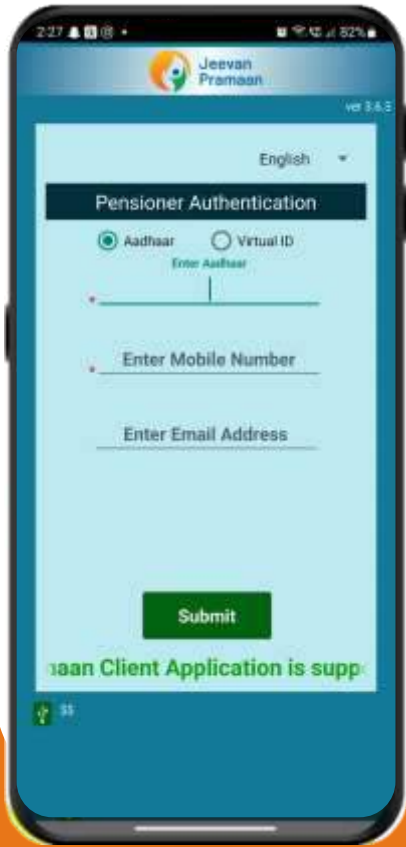 2:27
82%
Jeevan
Pramaan
ver 3.6.3
English
Pensioner Authentication
Aadhaar
Virtual ID
Enter Aadhaar
*
* Enter Mobile Number
Enter Email Address
Submit
naan Client Application is supp